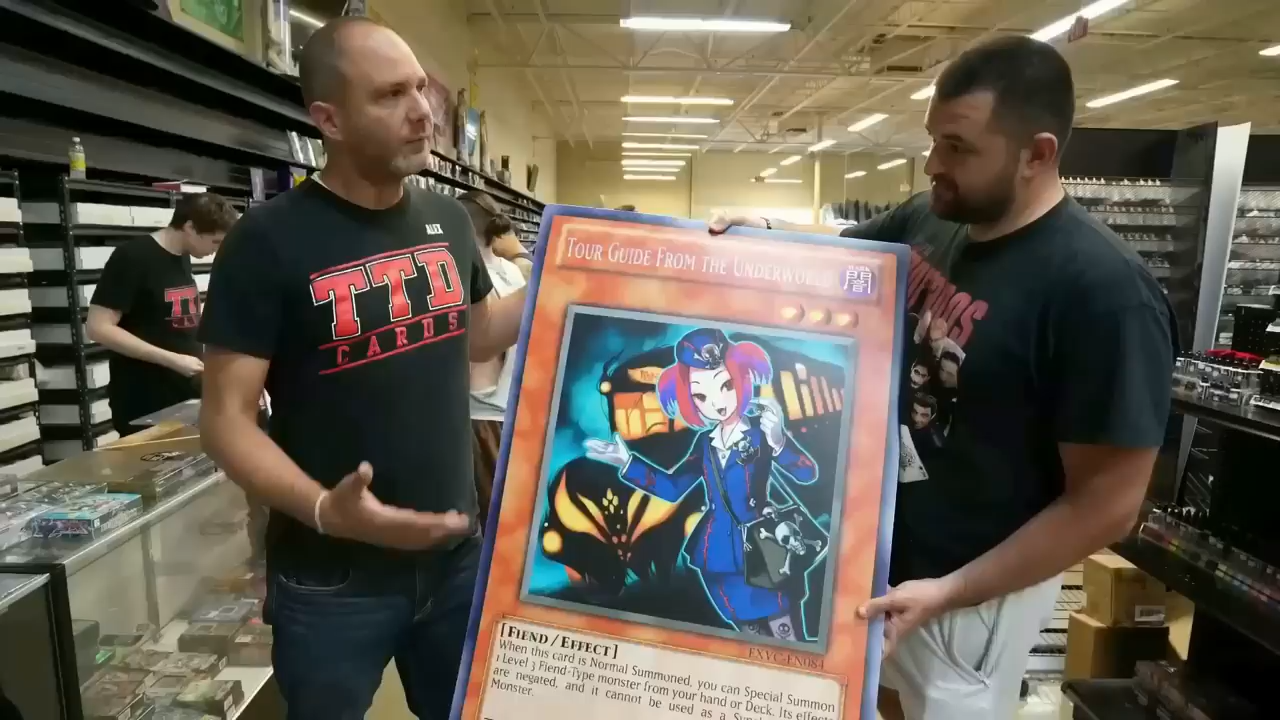 ALEX
TTD
CARDS
TTD
TOUR GUIDE FROM THE UNDERWORLD
闇
[FIEND/EFFECT]
EXVC-EN084
When this card is Normal Summoned, you can Special Summon
1 Level 3 Fiend-Type monster from your hand or Deck. Its effects
are negated, and it cannot be used as a
Monster.